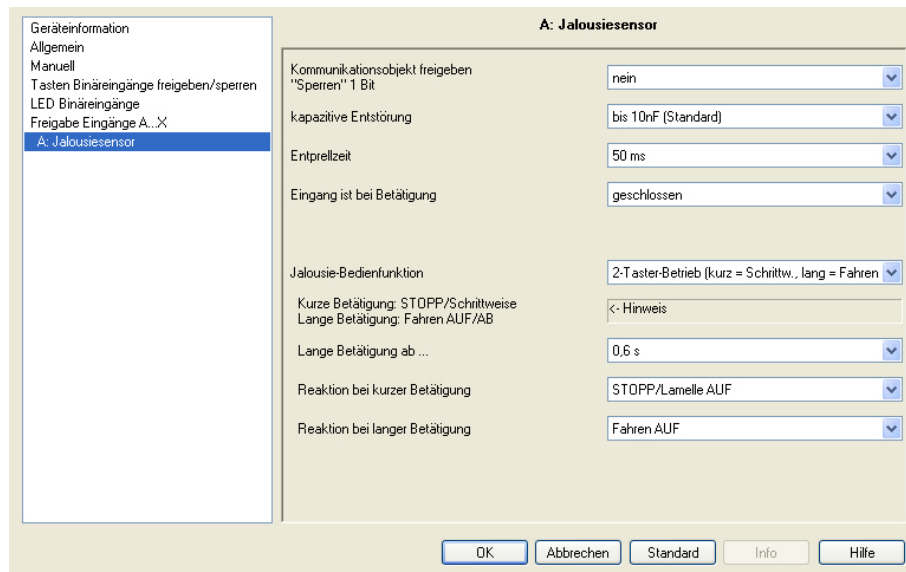 Geräteinformation
Allgemein
Manuell
Tasten Binäreingänge freigeben/sperren
LED Binäreingänge
Freigabe Eingänge A...X
A: Jalousiesensor
A: Jalousiesensor
Kommunikationsobjekt freigeben
"Sperren" 1 Bit
nein
kapazitive Entstörung
bis 10nF (Standard)
Entprellzeit
50 ms
Eingang ist bei Betätigung
geschlossen
Jalousie-Bedienfunktion
2-Taster-Betrieb (kurz = Schrittw., lang = Fahren
Kurze Betätigung: STOPP/Schrittweise
Lange Betätigung: Fahren AUF/AB
<- Hinweis
Lange Betätigung ab ...
0,6 s
Reaktion bei kurzer Betätigung
STOPP/Lamelle AUF
Reaktion bei langer Betätigung
Fahren AUF
OK
Abbrechen
Standard
Info
Hilfe